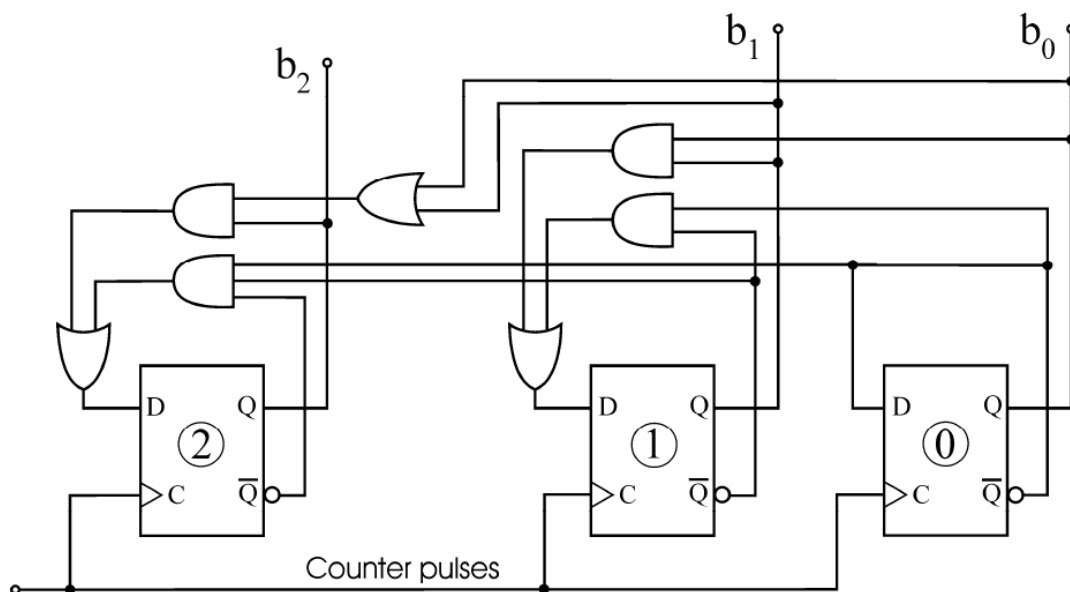 b₂ b₁ b₀
D Q D Q D Q
② ① ⓪
C Q̅ C Q̅ C Q̅
Counter pulses